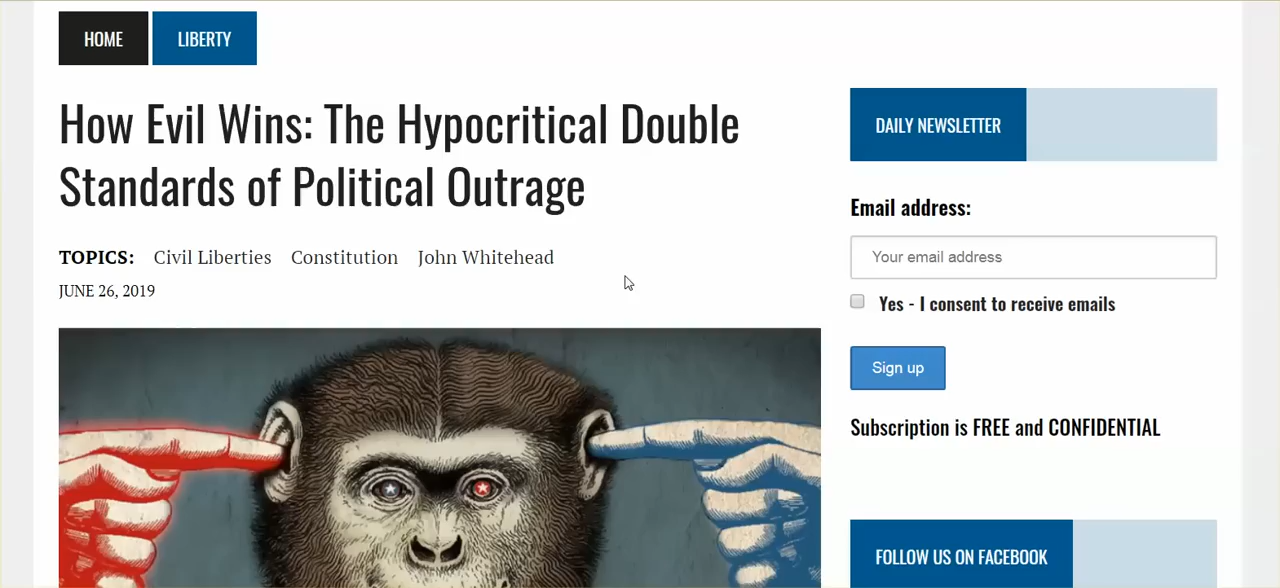 HOME LIBERTY
How Evil Wins: The Hypocritical Double
Standards of Political Outrage
TOPICS: Civil Liberties Constitution John Whitehead
JUNE 26, 2019
DAILY NEWSLETTER
Email address:
Your email address
Yes - I consent to receive emails
Sign up
Subscription is FREE and CONFIDENTIAL
FOLLOW US ON FACEBOOK